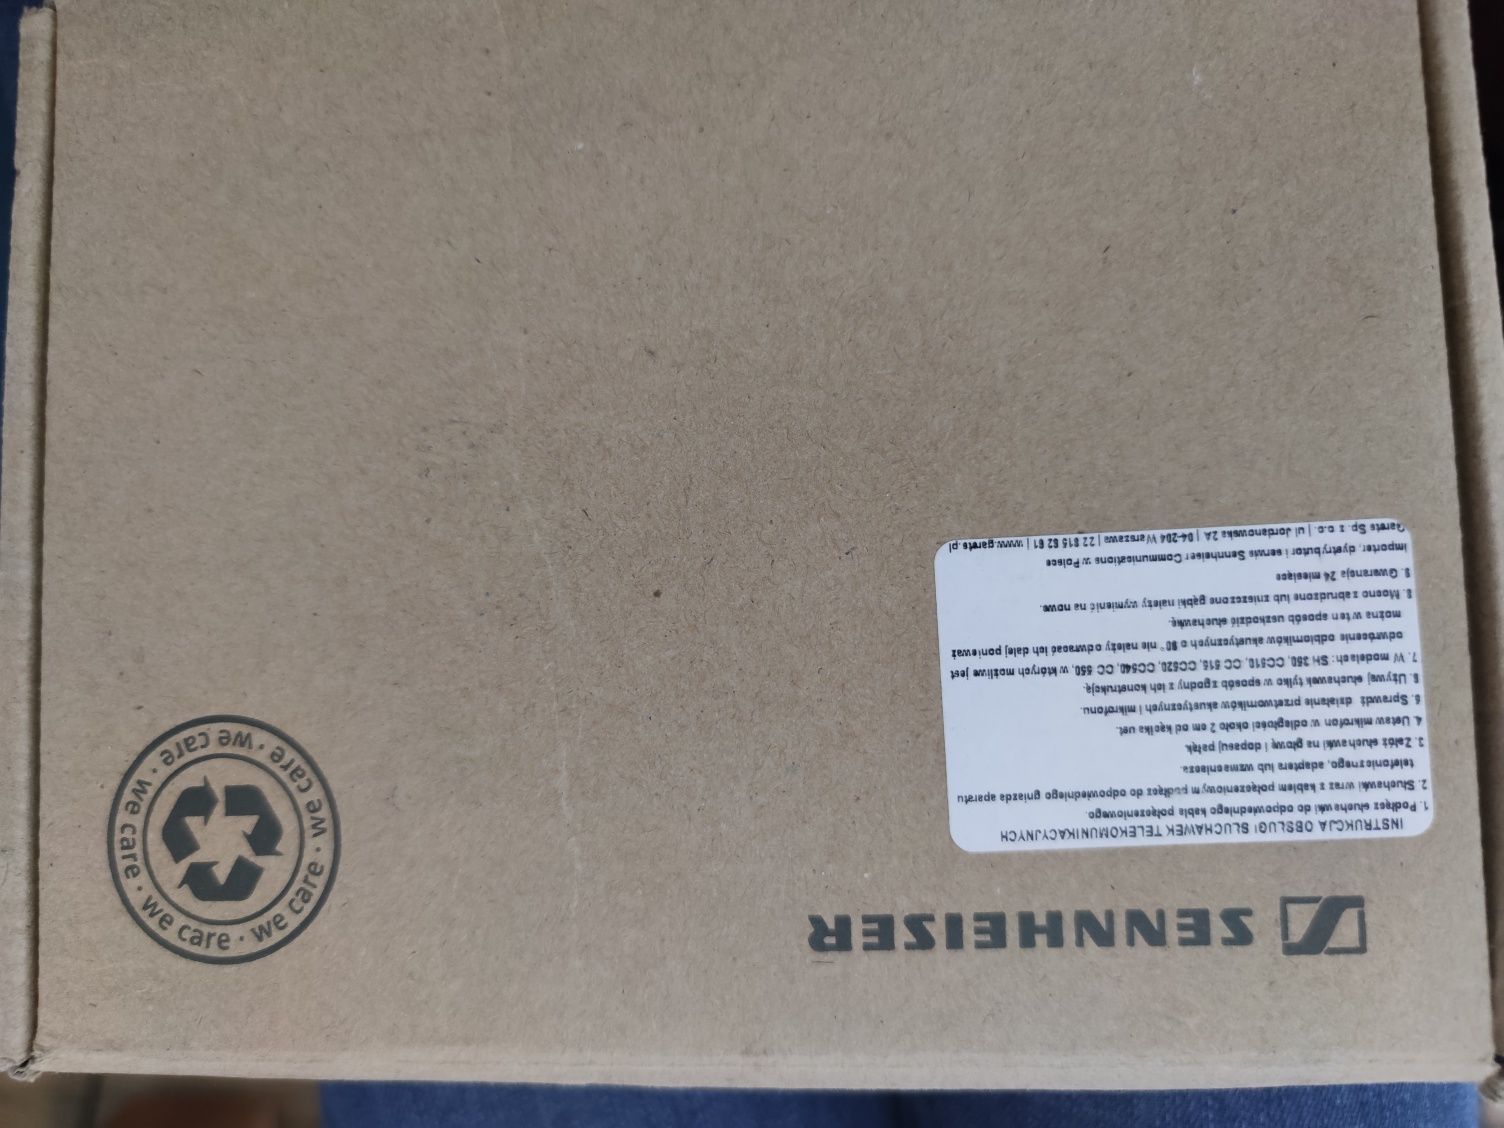 SENNHEISER
INSTRUKCJA OBSŁUGI SŁUCHAWEK TELEKOMUNIKACYJNYCH
1. Podłącz słuchawki do odpowiedniego kabla połączeniowego.
2. Słuchawki wraz z kablem połączeniowym podłącz do odpowiedniego gniazda aparatu
telefonicznego, adaptera lub wzmacniacza.
3. Załóż słuchawki na głowę i dopasuj pałąk.
4. Ustaw mikrofon w odległości około 2 cm od kącika ust.
5. Sprawdź działanie przetworników akustycznych i mikrofonu.
6. Używaj słuchawek tylko w sposób zgodny z ich konstrukcją.
7. W modelach: SH 350, CC510, CC 515, CC520, CC540, CC 550, w których możliwe jest
odwrócenie odbiorników akustycznych o 90° nie należy odwracać ich dalej ponieważ
można w ten sposób uszkodzić słuchawkę.
8. Mocno zabrudzone lub zniszczone gąbki należy wymienić na nowe.
9. Gwarancja 24 miesiące
Importer, dystrybutor i serwis Sennheiser Communications w Polsce
Garets Sp. z o.o. | ul Jordanowska 2A | 04-204 Warszawa | 22 815 62 61 | www.garets.pl
we care · we care · we care · we care · we care · we care ·